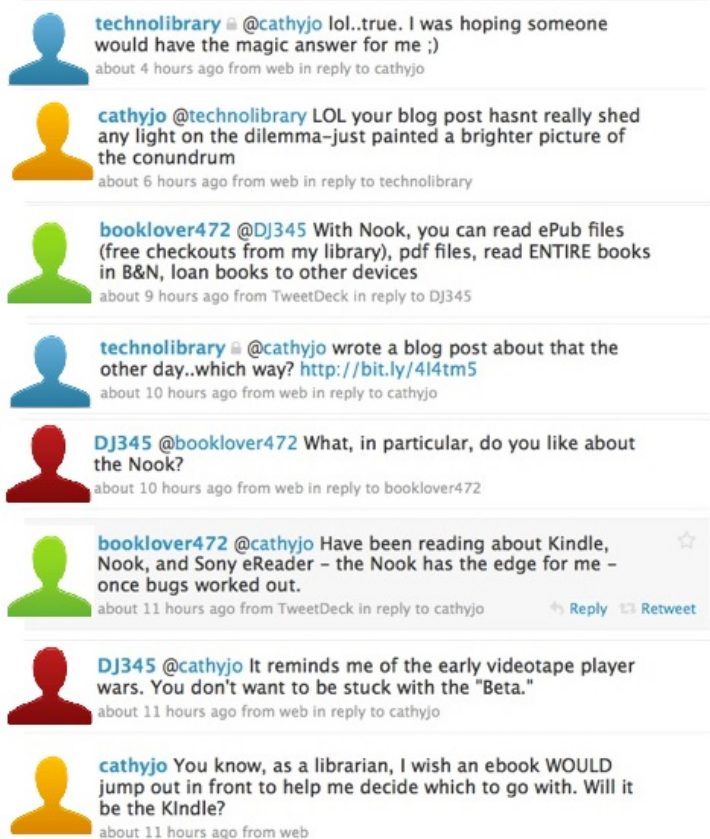 technolibrary @cathyjo lol..true. I was hoping someone
would have the magic answer for me ;)
about 4 hours ago from web in reply to cathyjo
cathyjo @technolibrary LOL your blog post hasnt really shed
any light on the dilemma-just painted a brighter picture of
the conundrum
about 6 hours ago from web in reply to technolibrary
booklover472 @DJ345 With Nook, you can read ePub files
(free checkouts from my library), pdf files, read ENTIRE books
in B&N, loan books to other devices
about 9 hours ago from TweetDeck in reply to DJ345
technolibrary @cathyjo wrote a blog post about that the
other day..which way? http://bit.ly/4I4tm5
about 10 hours ago from web in reply to cathyjo
DJ345 @booklover472 What, in particular, do you like about
the Nook?
about 10 hours ago from web in reply to booklover472
booklover472 @cathyjo Have been reading about Kindle,
Nook, and Sony eReader – the Nook has the edge for me –
once bugs worked out.
about 11 hours ago from TweetDeck in reply to cathyjo Reply Retweet
DJ345 @cathyjo It reminds me of the early videotape player
wars. You don't want to be stuck with the "Beta."
about 11 hours ago from web in reply to cathyjo
cathyjo You know, as a librarian, I wish an ebook WOULD
jump out in front to help me decide which to go with. Will it
be the KIndle?
about 11 hours ago from web